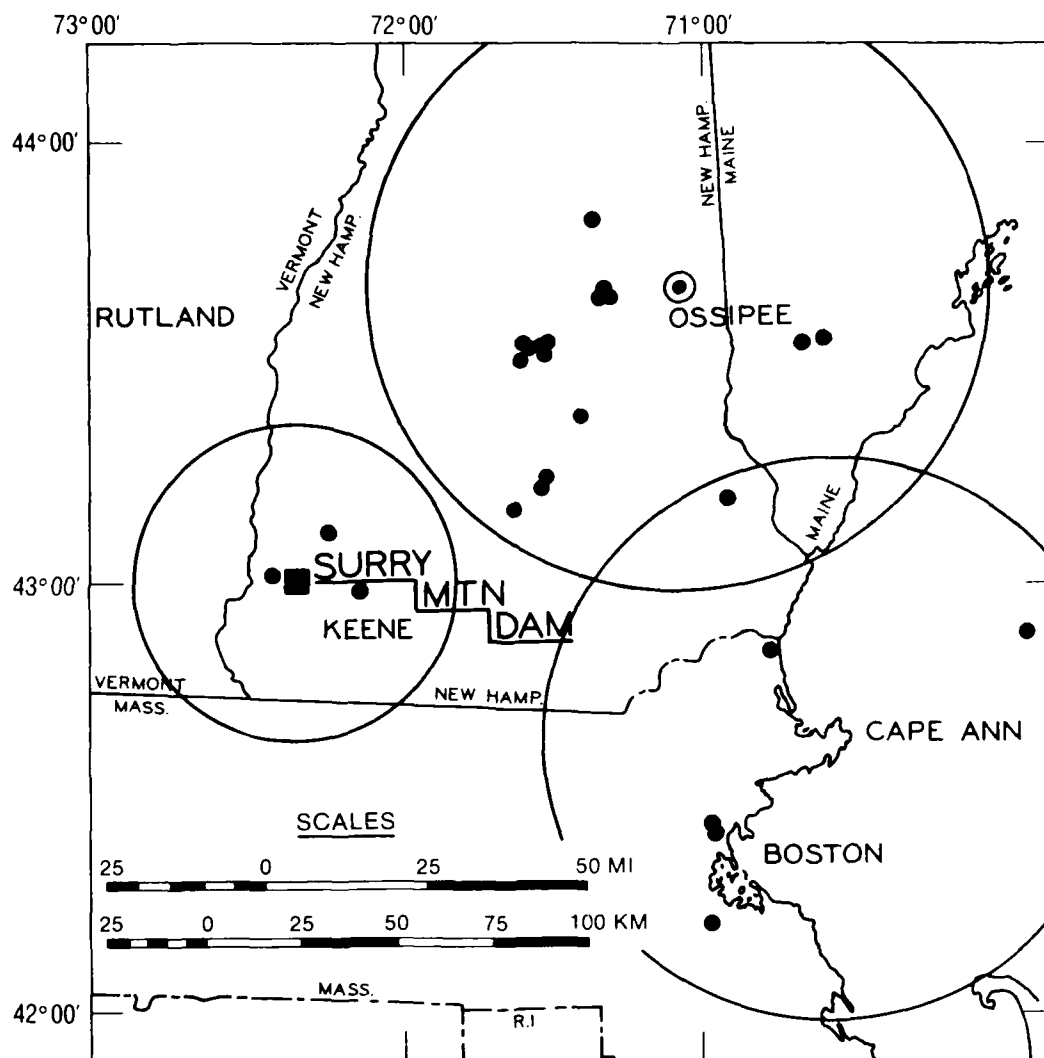 73°00′ 72°00′ 71°00′
44°00′
NEW HAMP.
MAINE
VERMONT
NEW HAMP.
RUTLAND
OSSIPEE
MAINE
43°00′
SURRY
MTN
DAM
KEENE
VERMONT
MASS.
NEW HAMP.
CAPE ANN
SCALES
BOSTON
25 0 25 50 MI
25 0 25 50 75 100 KM
MASS.
R.I
42°00′